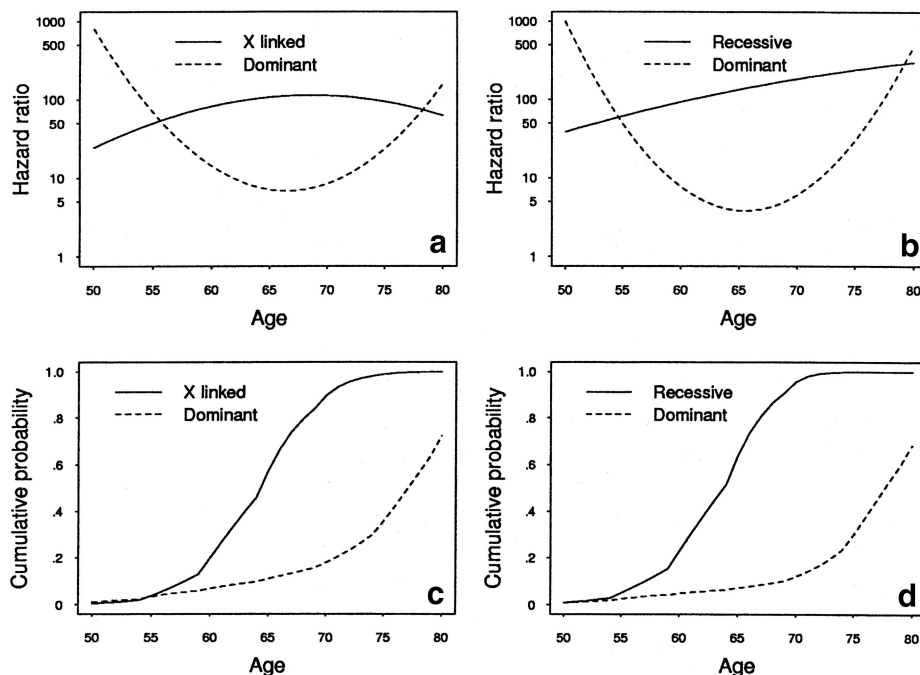 1000
500
100
50
10
5
1
Hazard ratio
X linked
Dominant
a
50 55 60 65 70 75 80
Age
1000
500
100
50
10
5
1
Hazard ratio
Recessive
Dominant
b
50 55 60 65 70 75 80
Age
1.0
.8
.6
.4
.2
0
Cumulative probability
X linked
Dominant
c
50 55 60 65 70 75 80
Age
1.0
.8
.6
.4
.2
0
Cumulative probability
Recessive
Dominant
d
50 55 60 65 70 75 80
Age